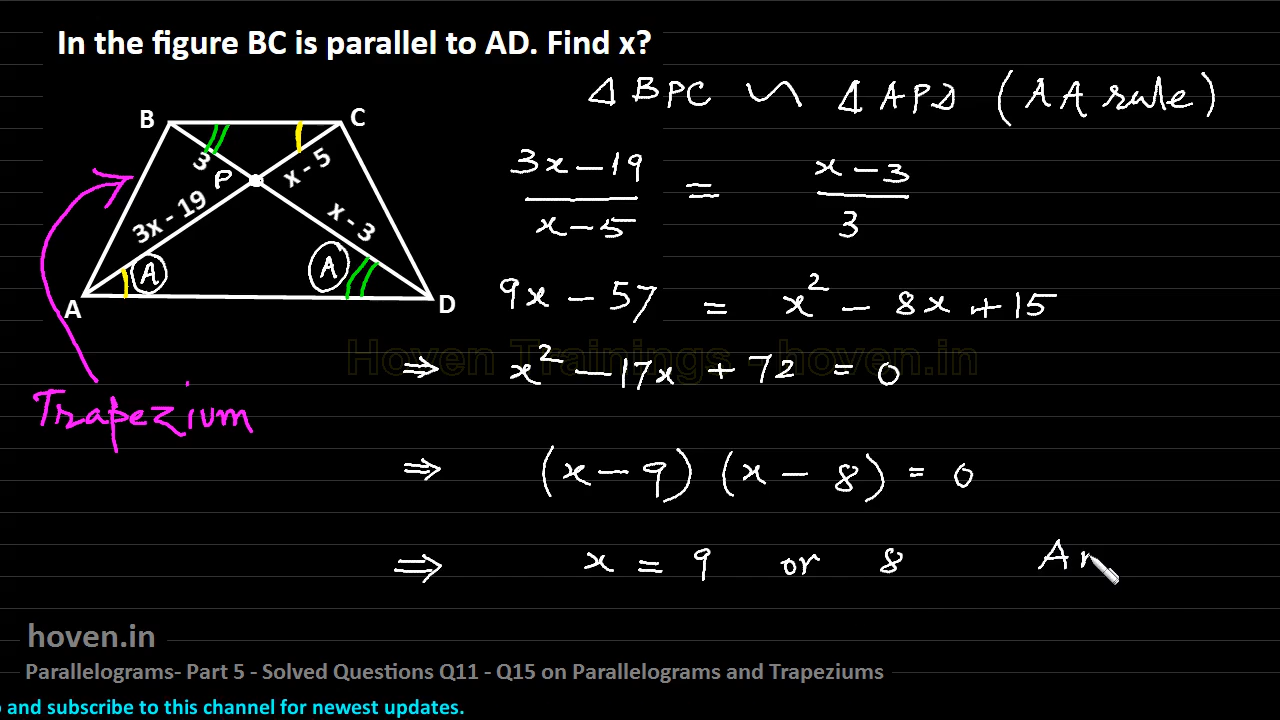 In the figure BC is parallel to AD. Find x?
Δ BPC ∽ Δ APD (AA rule)
B
C
3
P
x - 5
3x - 19
x - 3
A
A
A
D
Trapezium
(3x - 19)/(x - 5) = (x - 3)/3
9x - 57 = x² - 8x + 15
⇒ x² - 17x + 72 = 0
⇒ (x - 9) (x - 8) = 0
⇒ x = 9 or 8 An
Hoven Trainings - hoven.in
hoven.in
Parallelograms- Part 5 - Solved Questions Q11 - Q15 on Parallelograms and Trapeziums
and subscribe to this channel for newest updates.